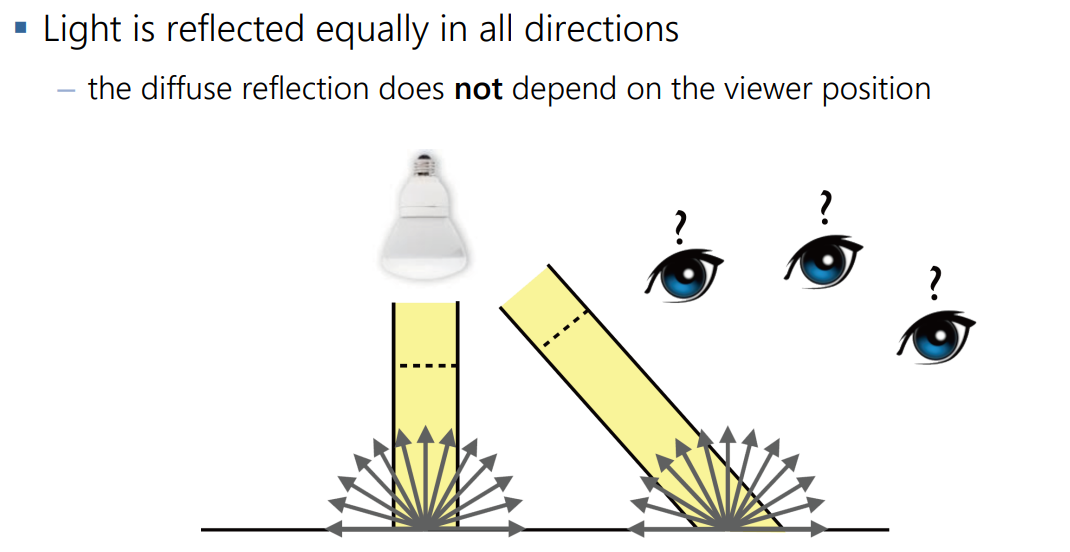 ▪ Light is reflected equally in all directions
– the diffuse reflection does not depend on the viewer position
?
?
?